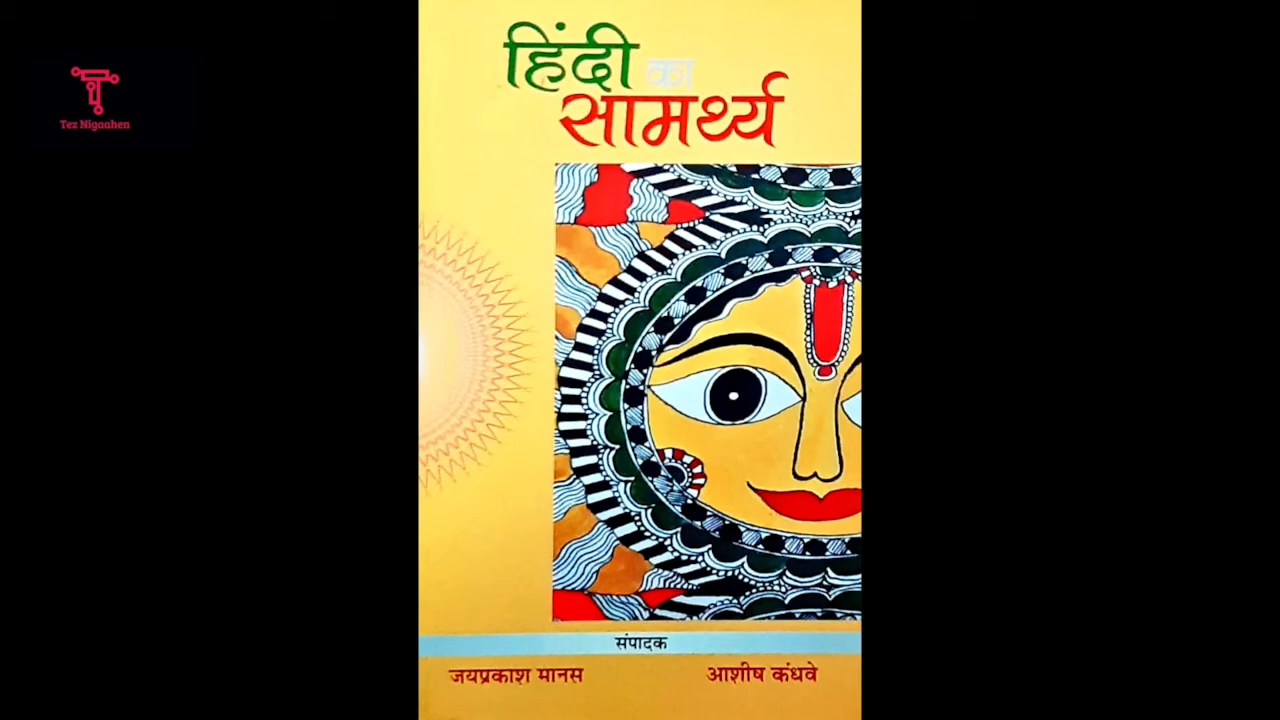 Tez Nigaahen
हिंदी का
सामर्थ्य
संपादक
जयप्रकाश मानस आशीष कंधवे